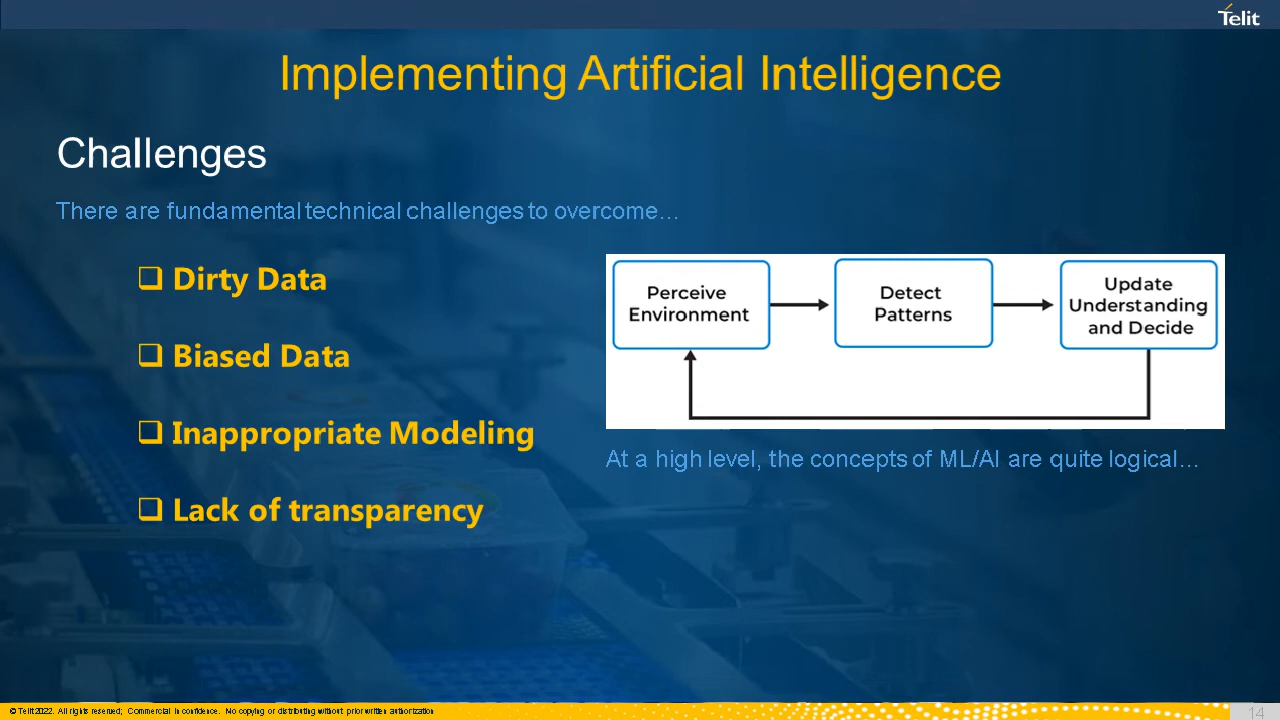 Telit
Implementing Artificial Intelligence
Challenges
There are fundamental technical challenges to overcome...
❑ Dirty Data
❑ Biased Data
❑ Inappropriate Modeling
❑ Lack of transparency
Perceive
Environment
Detect
Patterns
Update
Understanding
and Decide
At a high level, the concepts of ML/AI are quite logical...
© Telit 2022. All rights reserved; Commercial in confidence. No copying or distributing without prior written authorization
14